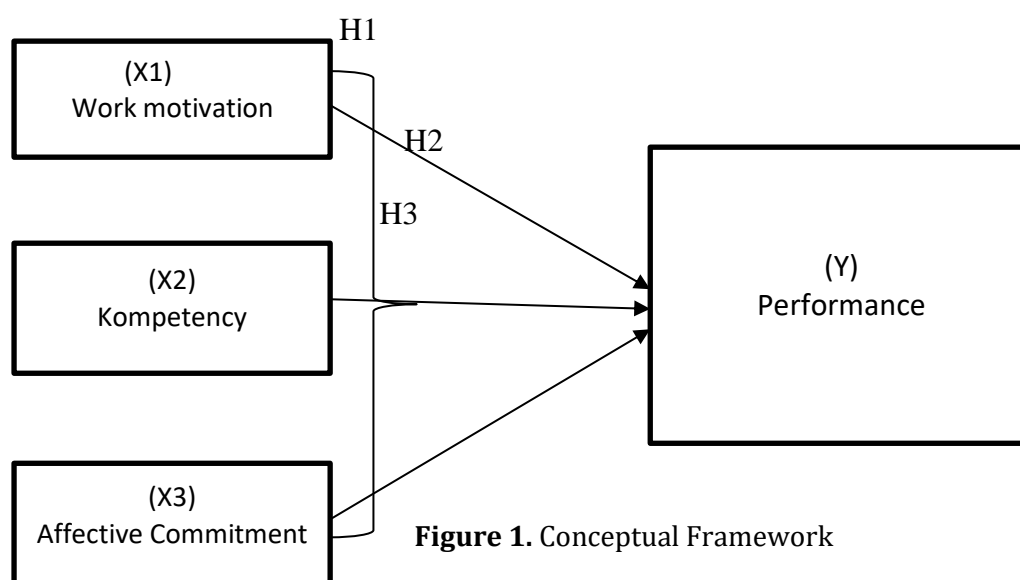 H1
(X1)
Work motivation
H2
H3
(X2)
Kompetency
(Y)
Performance
(X3)
Affective Commitment
Figure 1. Conceptual Framework